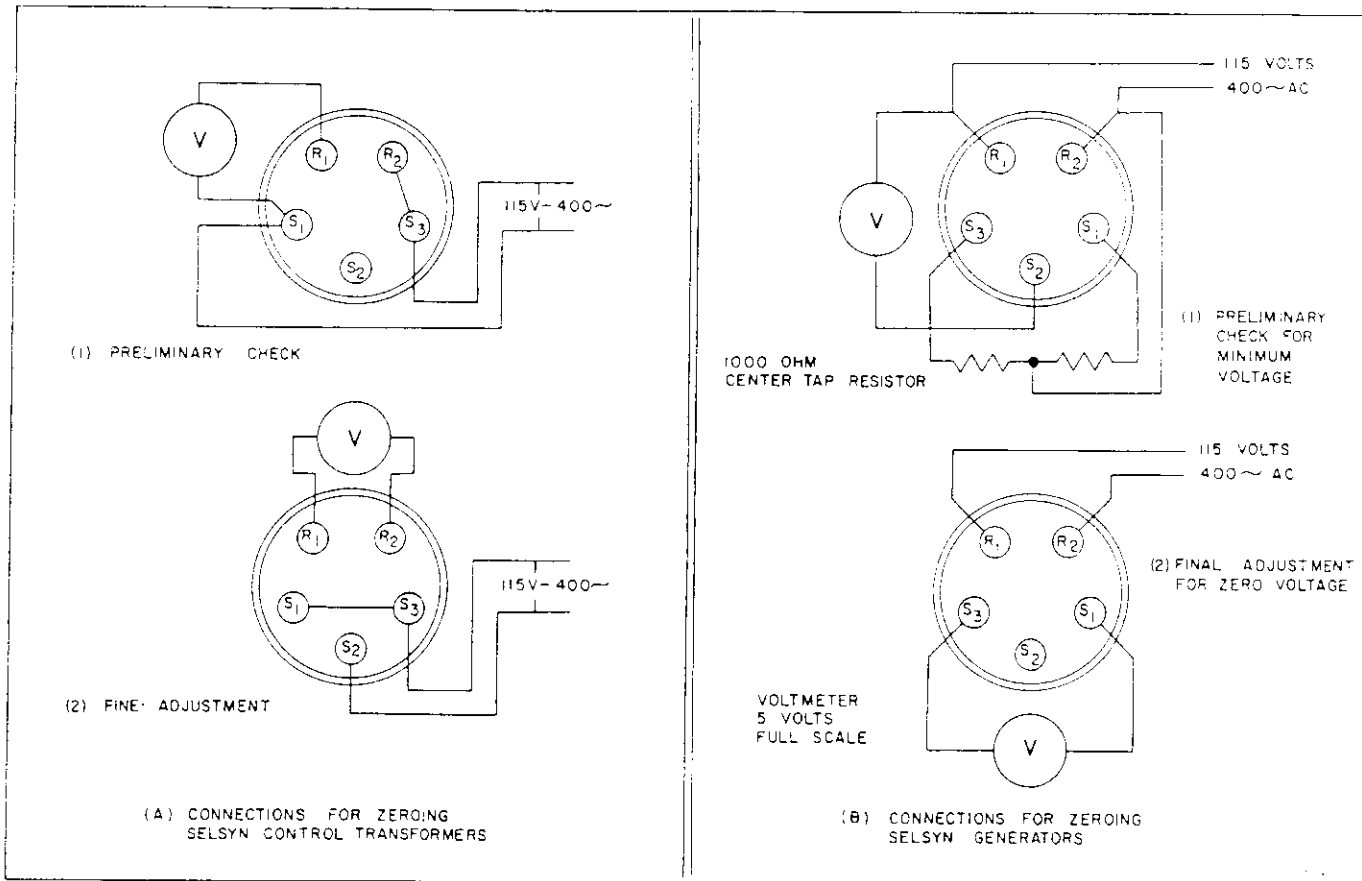 V
R1
R2
S1
S3
S2
115V-400~
(1) PRELIMINARY CHECK
V
R1
R2
S1
S3
S2
115V-400~
(2) FINE ADJUSTMENT
(A) CONNECTIONS FOR ZEROING
SELSYN CONTROL TRANSFORMERS
115 VOLTS
400~AC
R1
R2
V
S3
S1
S2
(1) PRELIMINARY
CHECK FOR
MINIMUM
VOLTAGE
1000 OHM
CENTER TAP RESISTOR
115 VOLTS
400~ AC
R1
R2
(2) FINAL ADJUSTMENT
FOR ZERO VOLTAGE
S3
S1
S2
VOLTMETER
5 VOLTS
FULL SCALE
V
(B) CONNECTIONS FOR ZEROING
SELSYN GENERATORS